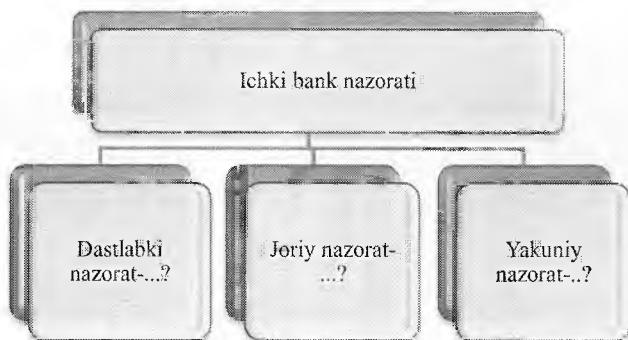 Ichki bank nazorati
Dastlabki
nazorat-...?
Joriy nazorat-
...?
Yakuniy
nazorat-..?